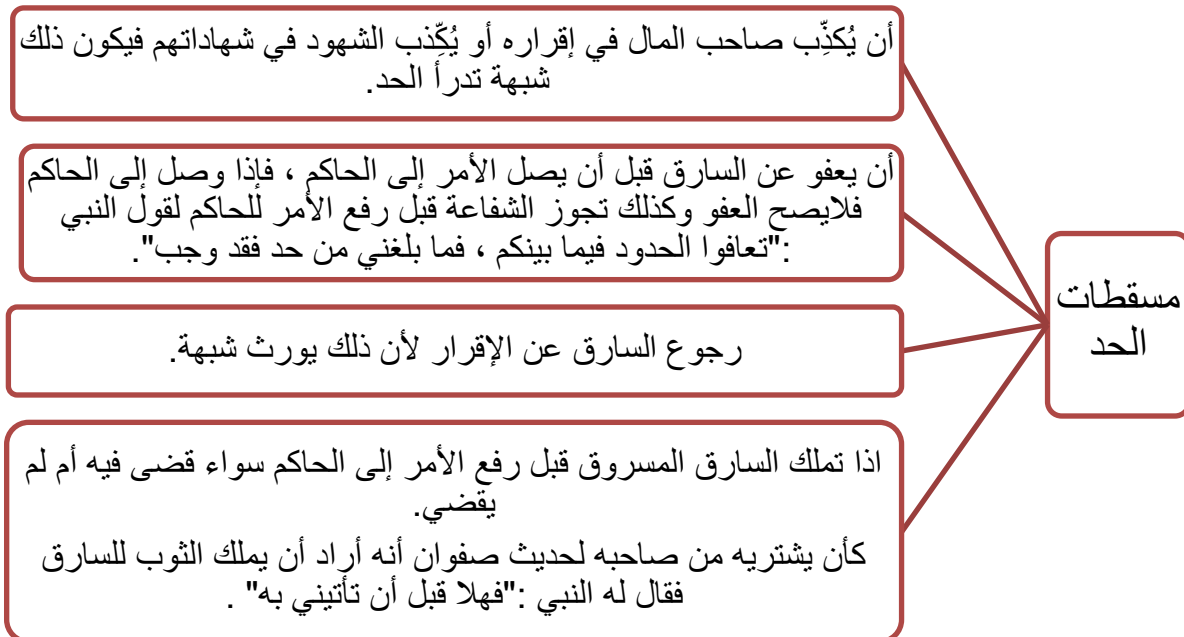 مسقطات
الحد
أن يُكذِّب صاحب المال في إقراره أو يُكِّذب الشهود في شهاداتهم فيكون ذلك
شبهة تدرأ الحد.
أن يعفو عن السارق قبل أن يصل الأمر إلى الحاكم ، فإذا وصل إلى الحاكم
فلايصح العفو وكذلك تجوز الشفاعة قبل رفع الأمر للحاكم لقول النبي
:"تعافوا الحدود فيما بينكم ، فما بلغني من حد فقد وجب".
رجوع السارق عن الإقرار لأن ذلك يورث شبهة.
اذا تملك السارق المسروق قبل رفع الأمر إلى الحاكم سواء قضى فيه أم لم
يقضي.
كأن يشتريه من صاحبه لحديث صفوان أنه أراد أن يملك الثوب للسارق
فقال له النبي :"فهلا قبل أن تأتيني به" .